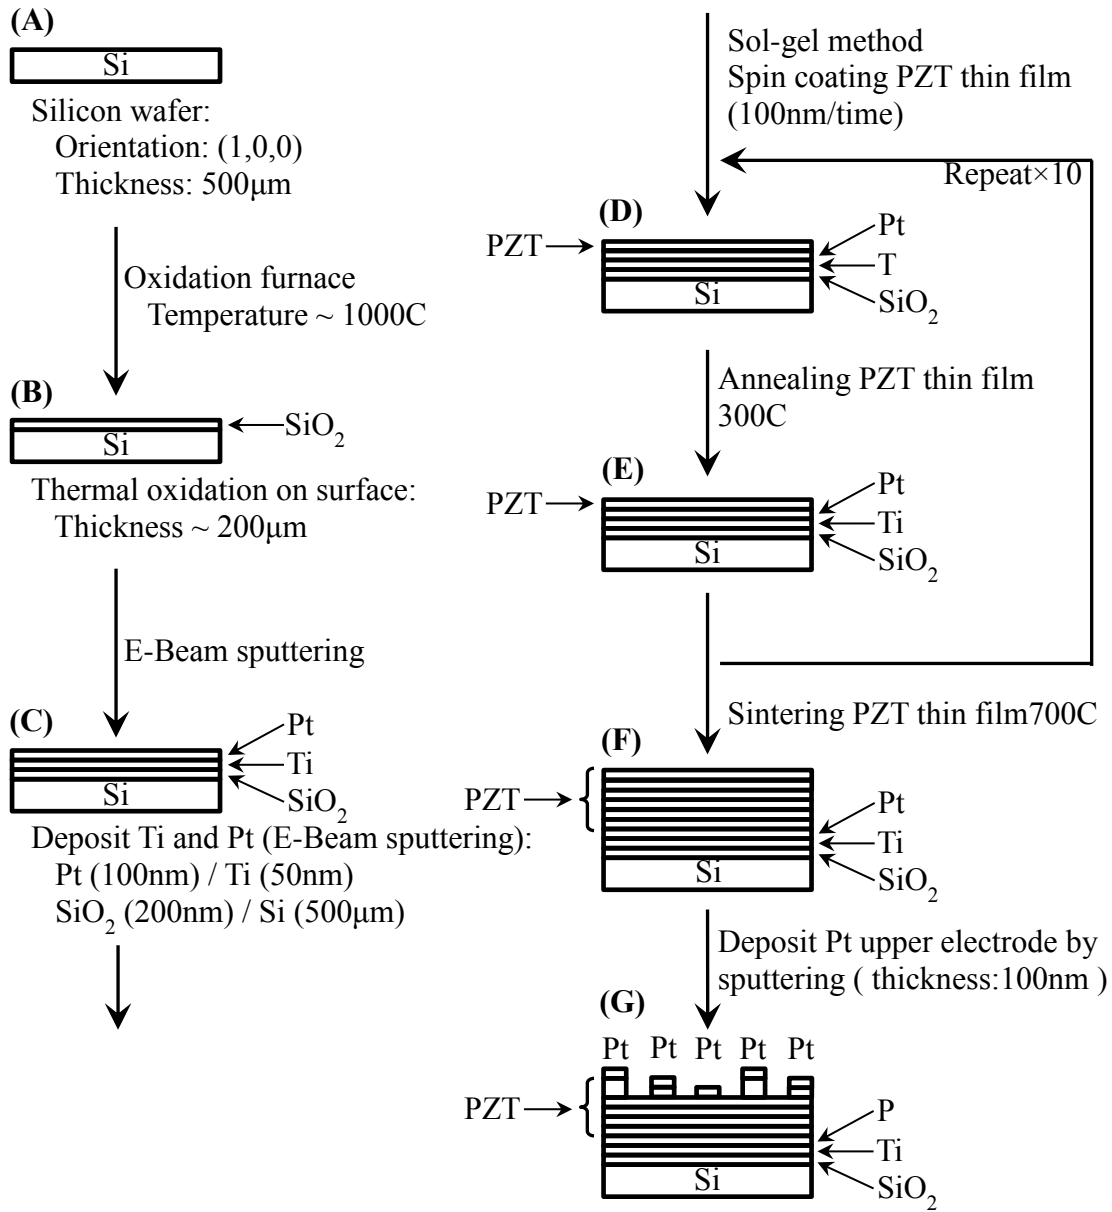 (A)
Si
Silicon wafer:
Orientation: (1,0,0)
Thickness: 500μm
Oxidation furnace
Temperature ~ 1000C
(B)
SiO2
Si
Thermal oxidation on surface:
Thickness ~ 200μm
E-Beam sputtering
(C)
Pt
Ti
SiO2
Si
Deposit Ti and Pt (E-Beam sputtering):
Pt (100nm) / Ti (50nm)
SiO2 (200nm) / Si (500μm)
Sol-gel method
Spin coating PZT thin film
(100nm/time)
Repeat×10
(D)
PZT
Pt
T
SiO2
Si
Annealing PZT thin film
300C
(E)
PZT
Pt
Ti
SiO2
Si
Sintering PZT thin film700C
(F)
PZT
Pt
Ti
SiO2
Si
Deposit Pt upper electrode by
sputtering ( thickness:100nm )
(G)
Pt Pt Pt Pt Pt
PZT
P
Ti
SiO2
Si